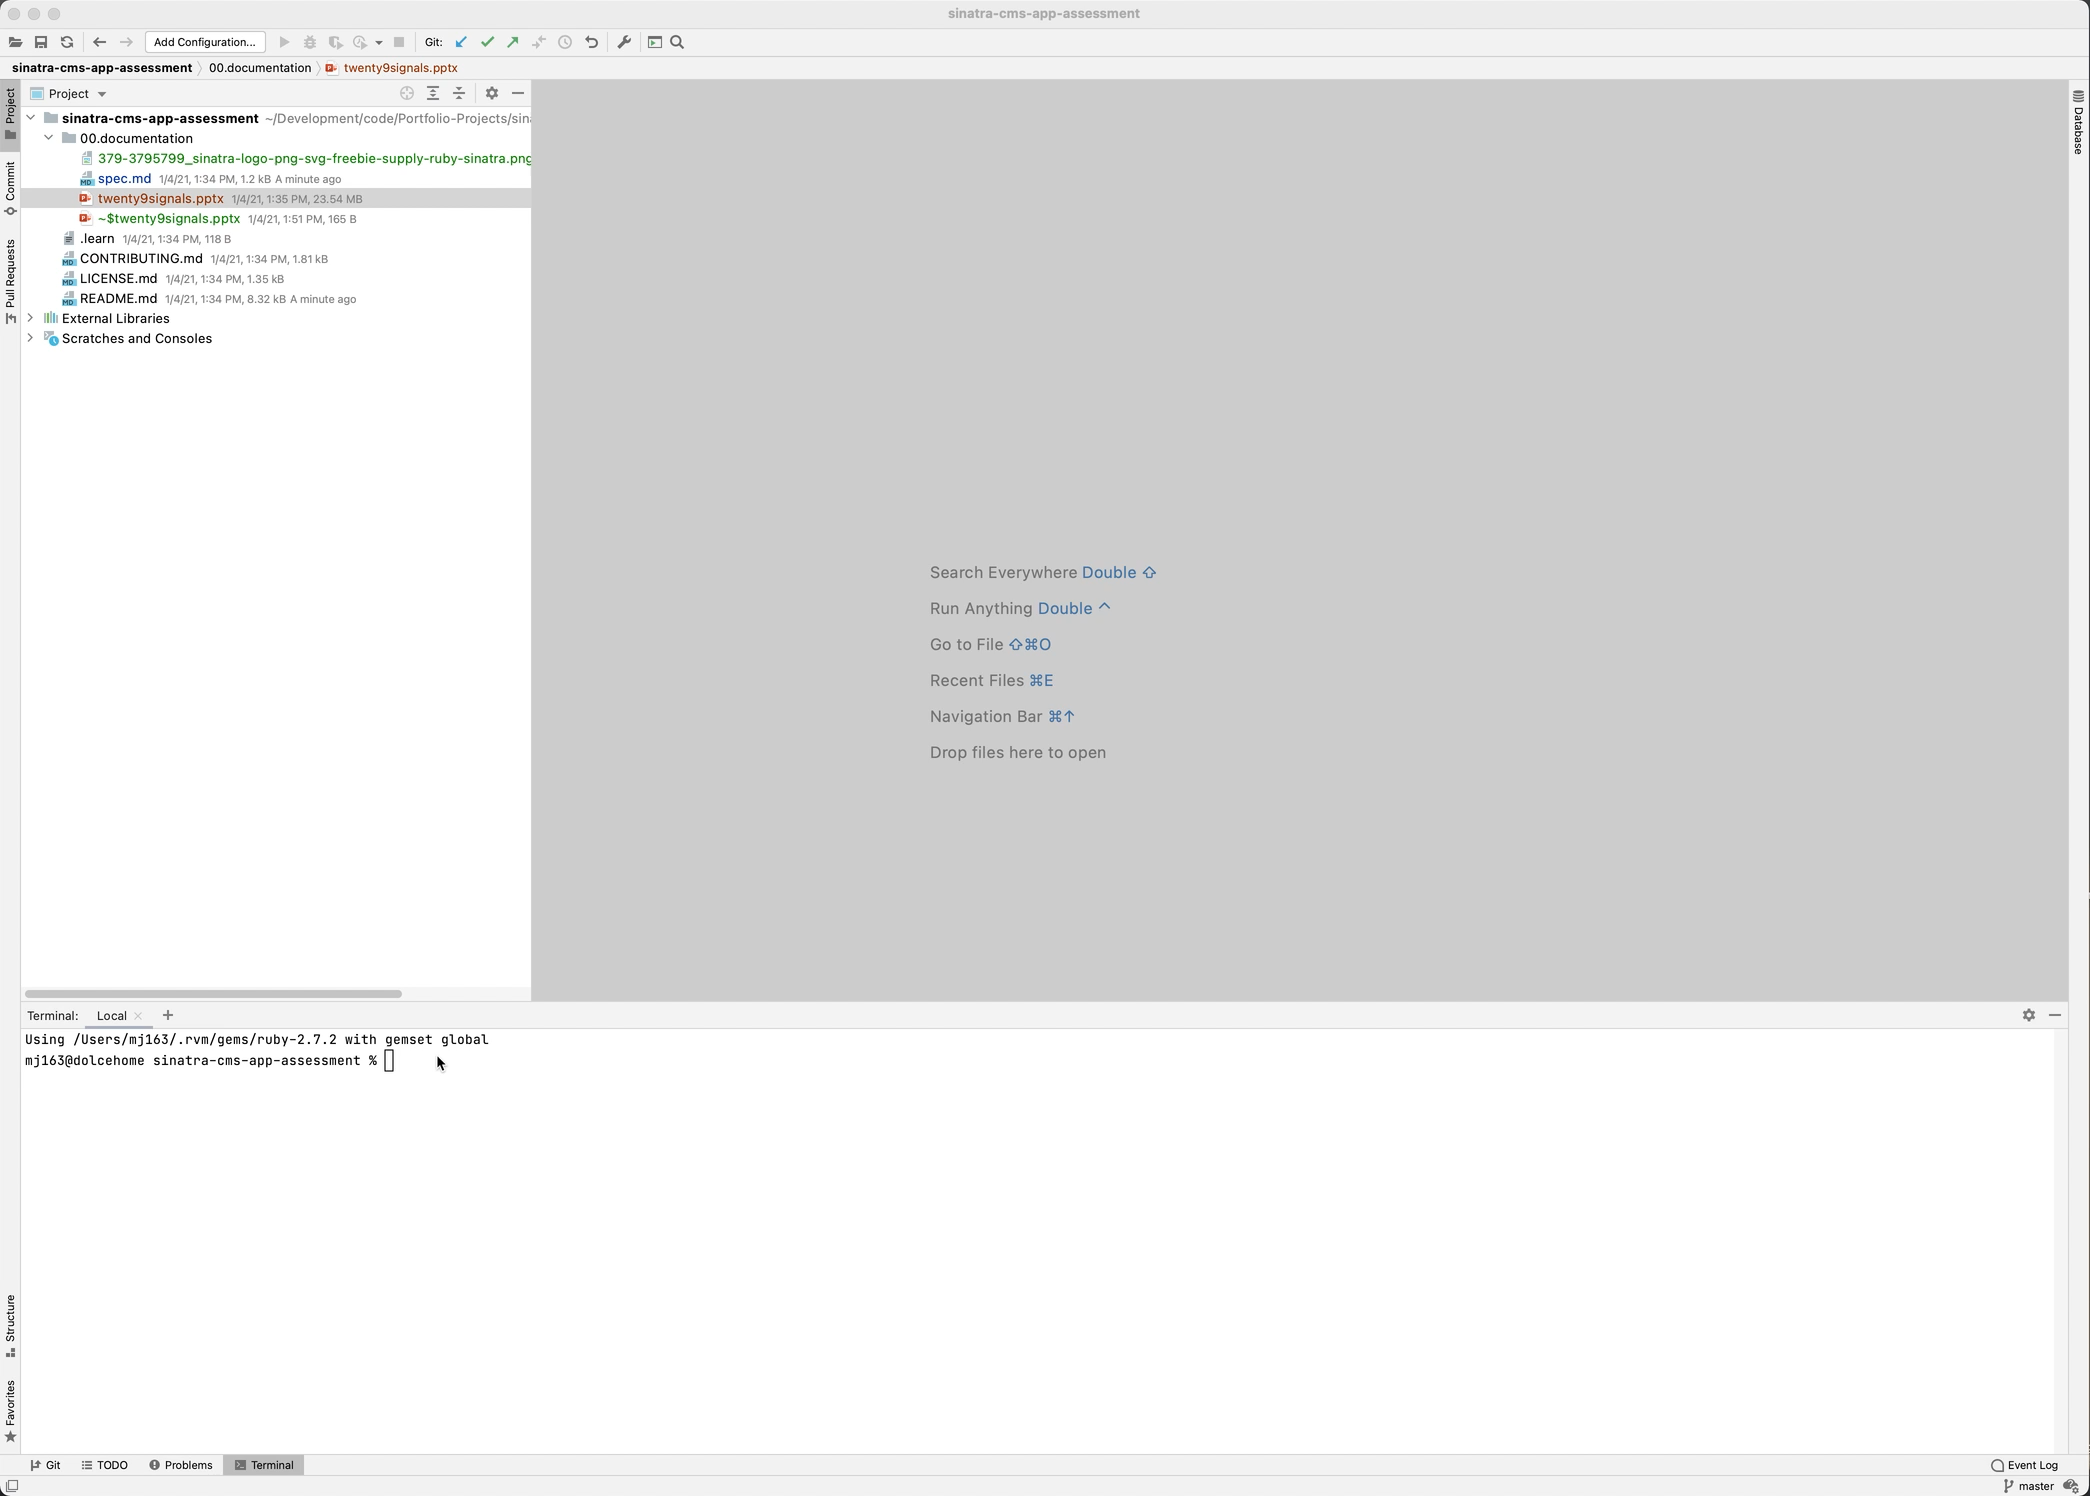 sinatra-cms-app-assessment
Add Configuration...
Git:
sinatra-cms-app-assessment 00.documentation twenty9signals.pptx
Project
sinatra-cms-app-assessment ~/Development/code/Portfolio-Projects/sin
00.documentation
379-3795799_sinatra-logo-png-svg-freebie-supply-ruby-sinatra.png
spec.md 1/4/21, 1:34 PM, 1.2 kB A minute ago
twenty9signals.pptx 1/4/21, 1:35 PM, 23.54 MB
~$twenty9signals.pptx 1/4/21, 1:51 PM, 165 B
.learn 1/4/21, 1:34 PM, 118 B
CONTRIBUTING.md 1/4/21, 1:34 PM, 1.81 kB
LICENSE.md 1/4/21, 1:34 PM, 1.35 kB
README.md 1/4/21, 1:34 PM, 8.32 kB A minute ago
External Libraries
Scratches and Consoles
Project
Commit
Pull Requests
Structure
Favorites
Database
Search Everywhere Double ⇧
Run Anything Double ^
Go to File ⇧⌘O
Recent Files ⌘E
Navigation Bar ⌘↑
Drop files here to open
Terminal: Local
Using /Users/mj163/.rvm/gems/ruby-2.7.2 with gemset global
mj163@dolcehome sinatra-cms-app-assessment %
Git TODO Problems Terminal
Event Log
master